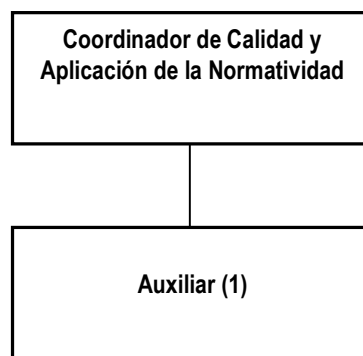 Coordinador de Calidad y
Aplicación de la Normatividad
Auxiliar (1)